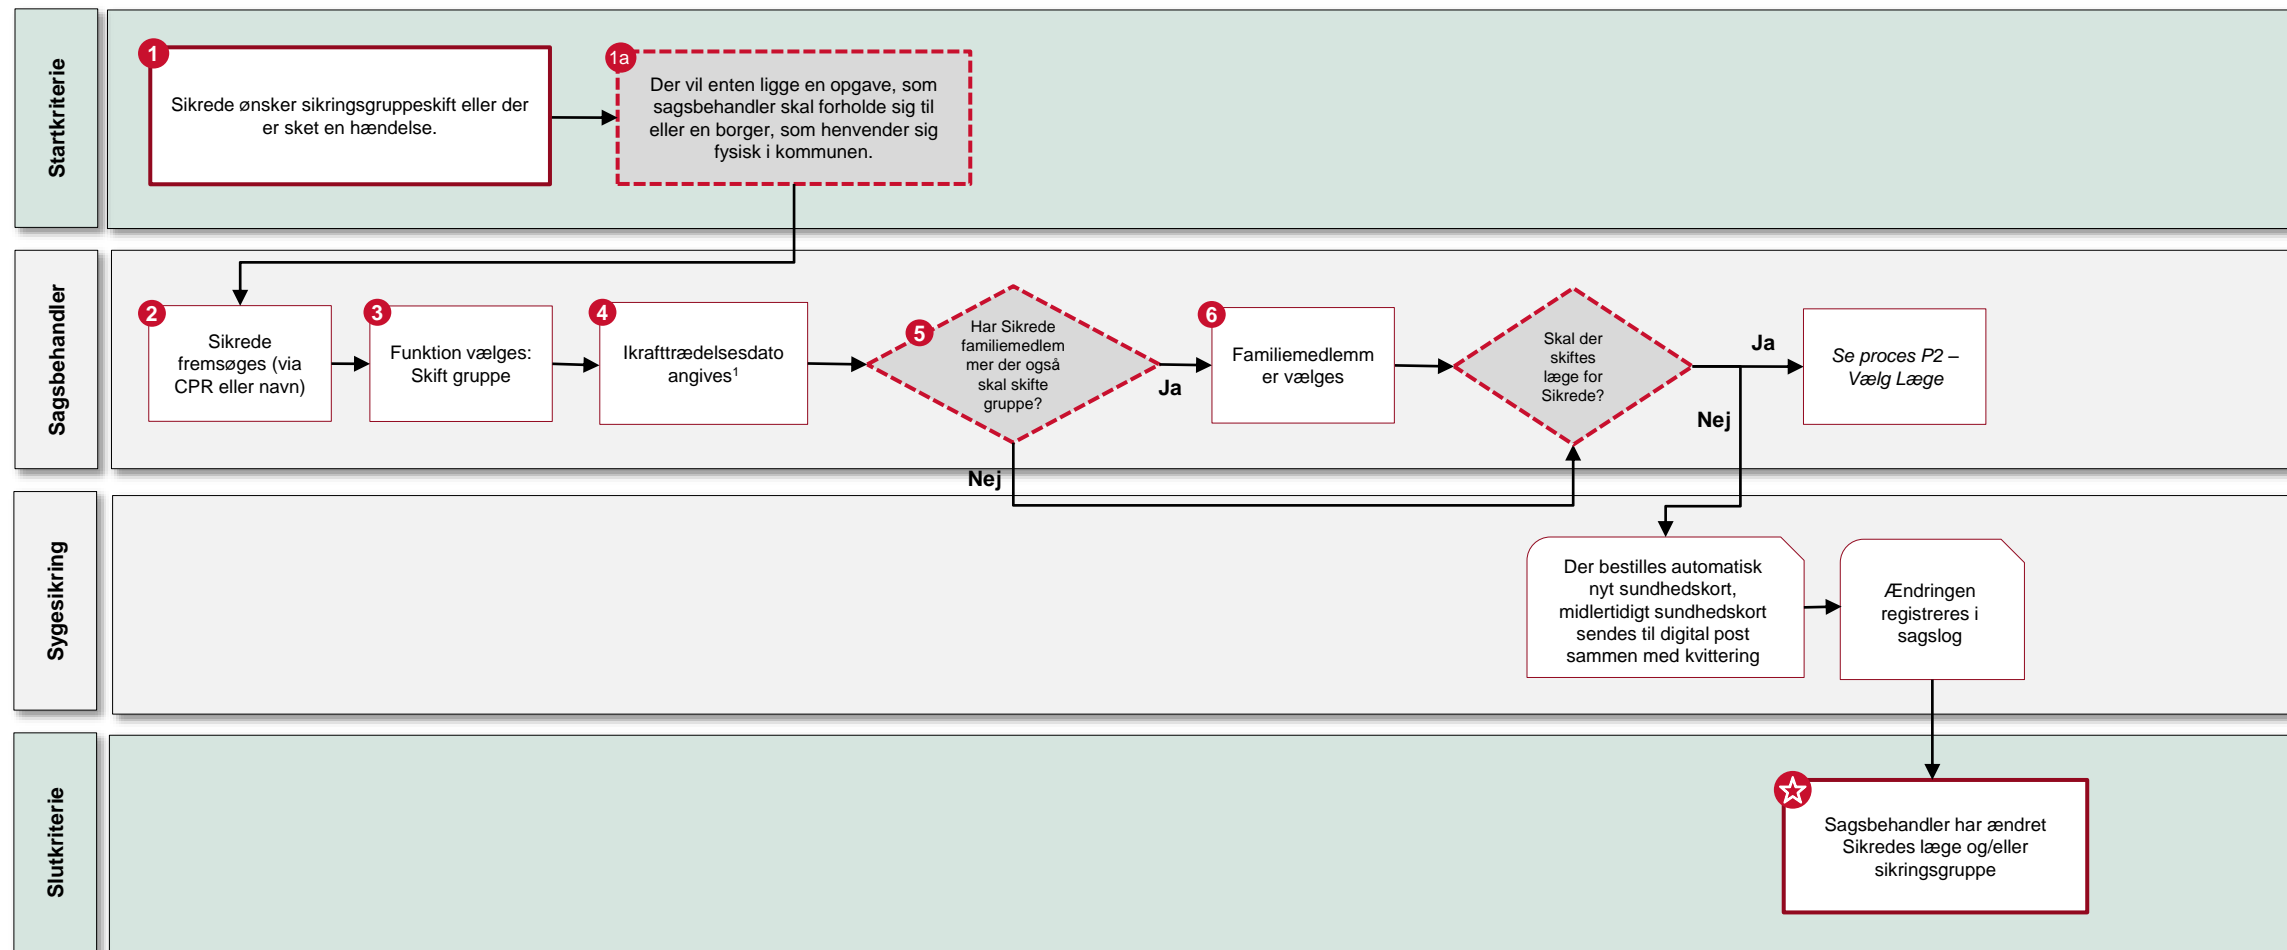 Startkriterie
1
Sikrede ønsker sikringsgruppeskift eller der
er sket en hændelse.
1a
Der vil enten ligge en opgave, som
sagsbehandler skal forholde sig til
eller en borger, som henvender sig
fysisk i kommunen.
Sagsbehandler
2
Sikrede
fremsøges (via
CPR eller navn)
3
Funktion vælges:
Skift gruppe
4
Ikrafttrædelsesdato
angives¹
5
Har Sikrede
familiemedlem
mer der også
skal skifte
gruppe?
Ja
Nej
6
Familiemedlemm
er vælges
Skal der
skiftes
læge for
Sikrede?
Ja
Nej
Se proces P2 –
Vælg Læge
Sygesikring
Der bestilles automatisk
nyt sundhedskort,
midlertidigt sundhedskort
sendes til digital post
sammen med kvittering
Ændringen
registreres i
sagslog
Slutkriterie
Sagsbehandler har ændret
Sikredes læge og/eller
sikringsgruppe